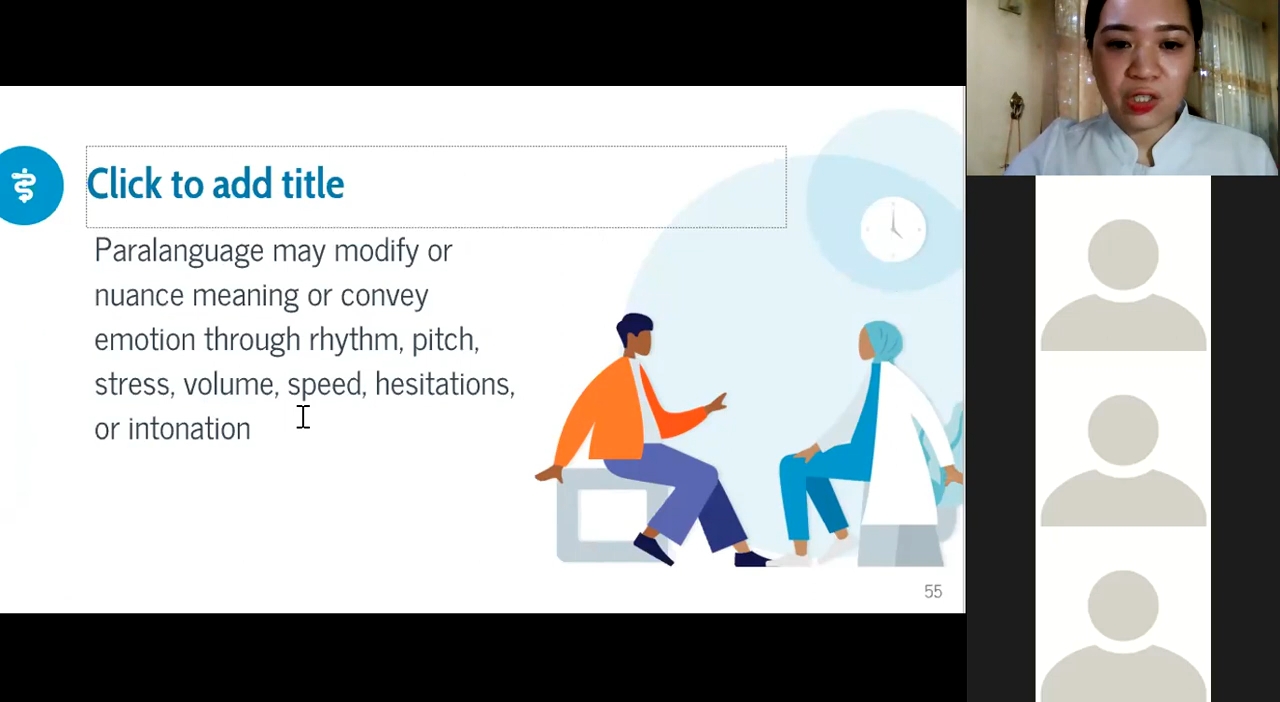 Click to add title
Paralanguage may modify or
nuance meaning or convey
emotion through rhythm, pitch,
stress, volume, speed, hesitations,
or intonation
55